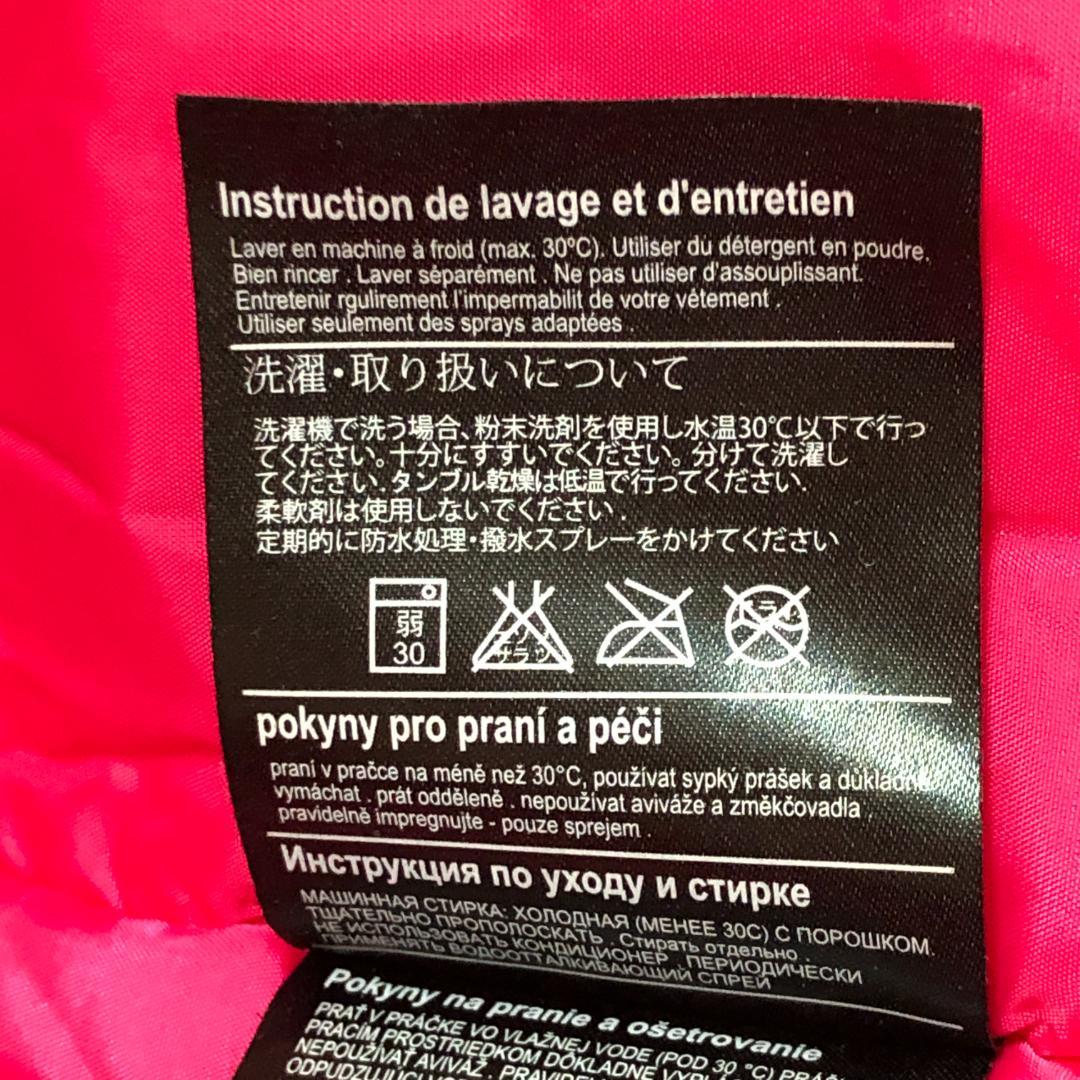 Instruction de lavage et d'entretien
Laver en machine à froid (max. 30ºC). Utiliser du détergent en poudre.
Bien rincer . Laver séparément . Ne pas utiliser d'assouplissant.
Entretenir rgulirement l'impermabilit de votre vétement .
Utiliser seulement des sprays adaptées .
洗濯・取り扱いについて
洗濯機で洗う場合、粉末洗剤を使用し水温30℃以下で行っ
てください。十分にすすいでください。分けて洗濯し
てください.タンブル乾燥は低温で行ってください.
柔軟剤は使用しないでください .
定期的に防水処理・撥水スプレーをかけてください
弱
30
pokyny pro praní a péči
praní v pračce na méně než 30°C, používat sypký prášek a důkladně
vymáchat . prát odděleně . nepoužívat aviváže a změkčovadla .
pravidelně impregnujte - pouze sprejem .
Инструкция по уходу и стирке
МАШИННАЯ СТИРКА: ХОЛОДНАЯ (МЕНЕЕ 30С) С ПОРОШКОМ.
ТЩАТЕЛЬНО ПРОПОЛОСКАТЬ . Стирать отдельно .
НЕ ИСПОЛЬЗОВАТЬ КОНДИЦИОНЕР . ПЕРИОДИЧЕСКИ
ПРИМЕНЯТЬ ВОДООТТАЛКИВАЮЩИЙ СПРЕЙ
Pokyny na pranie a ošetrovanie
PRAŤ V PRÁČKE VO VLAŽNEJ VODE (POD 30 °C)
PRACÍM PROSTRIEDKOM DÔKLADNE
NEPOUŽÍVAŤ AVIVÁŽ .